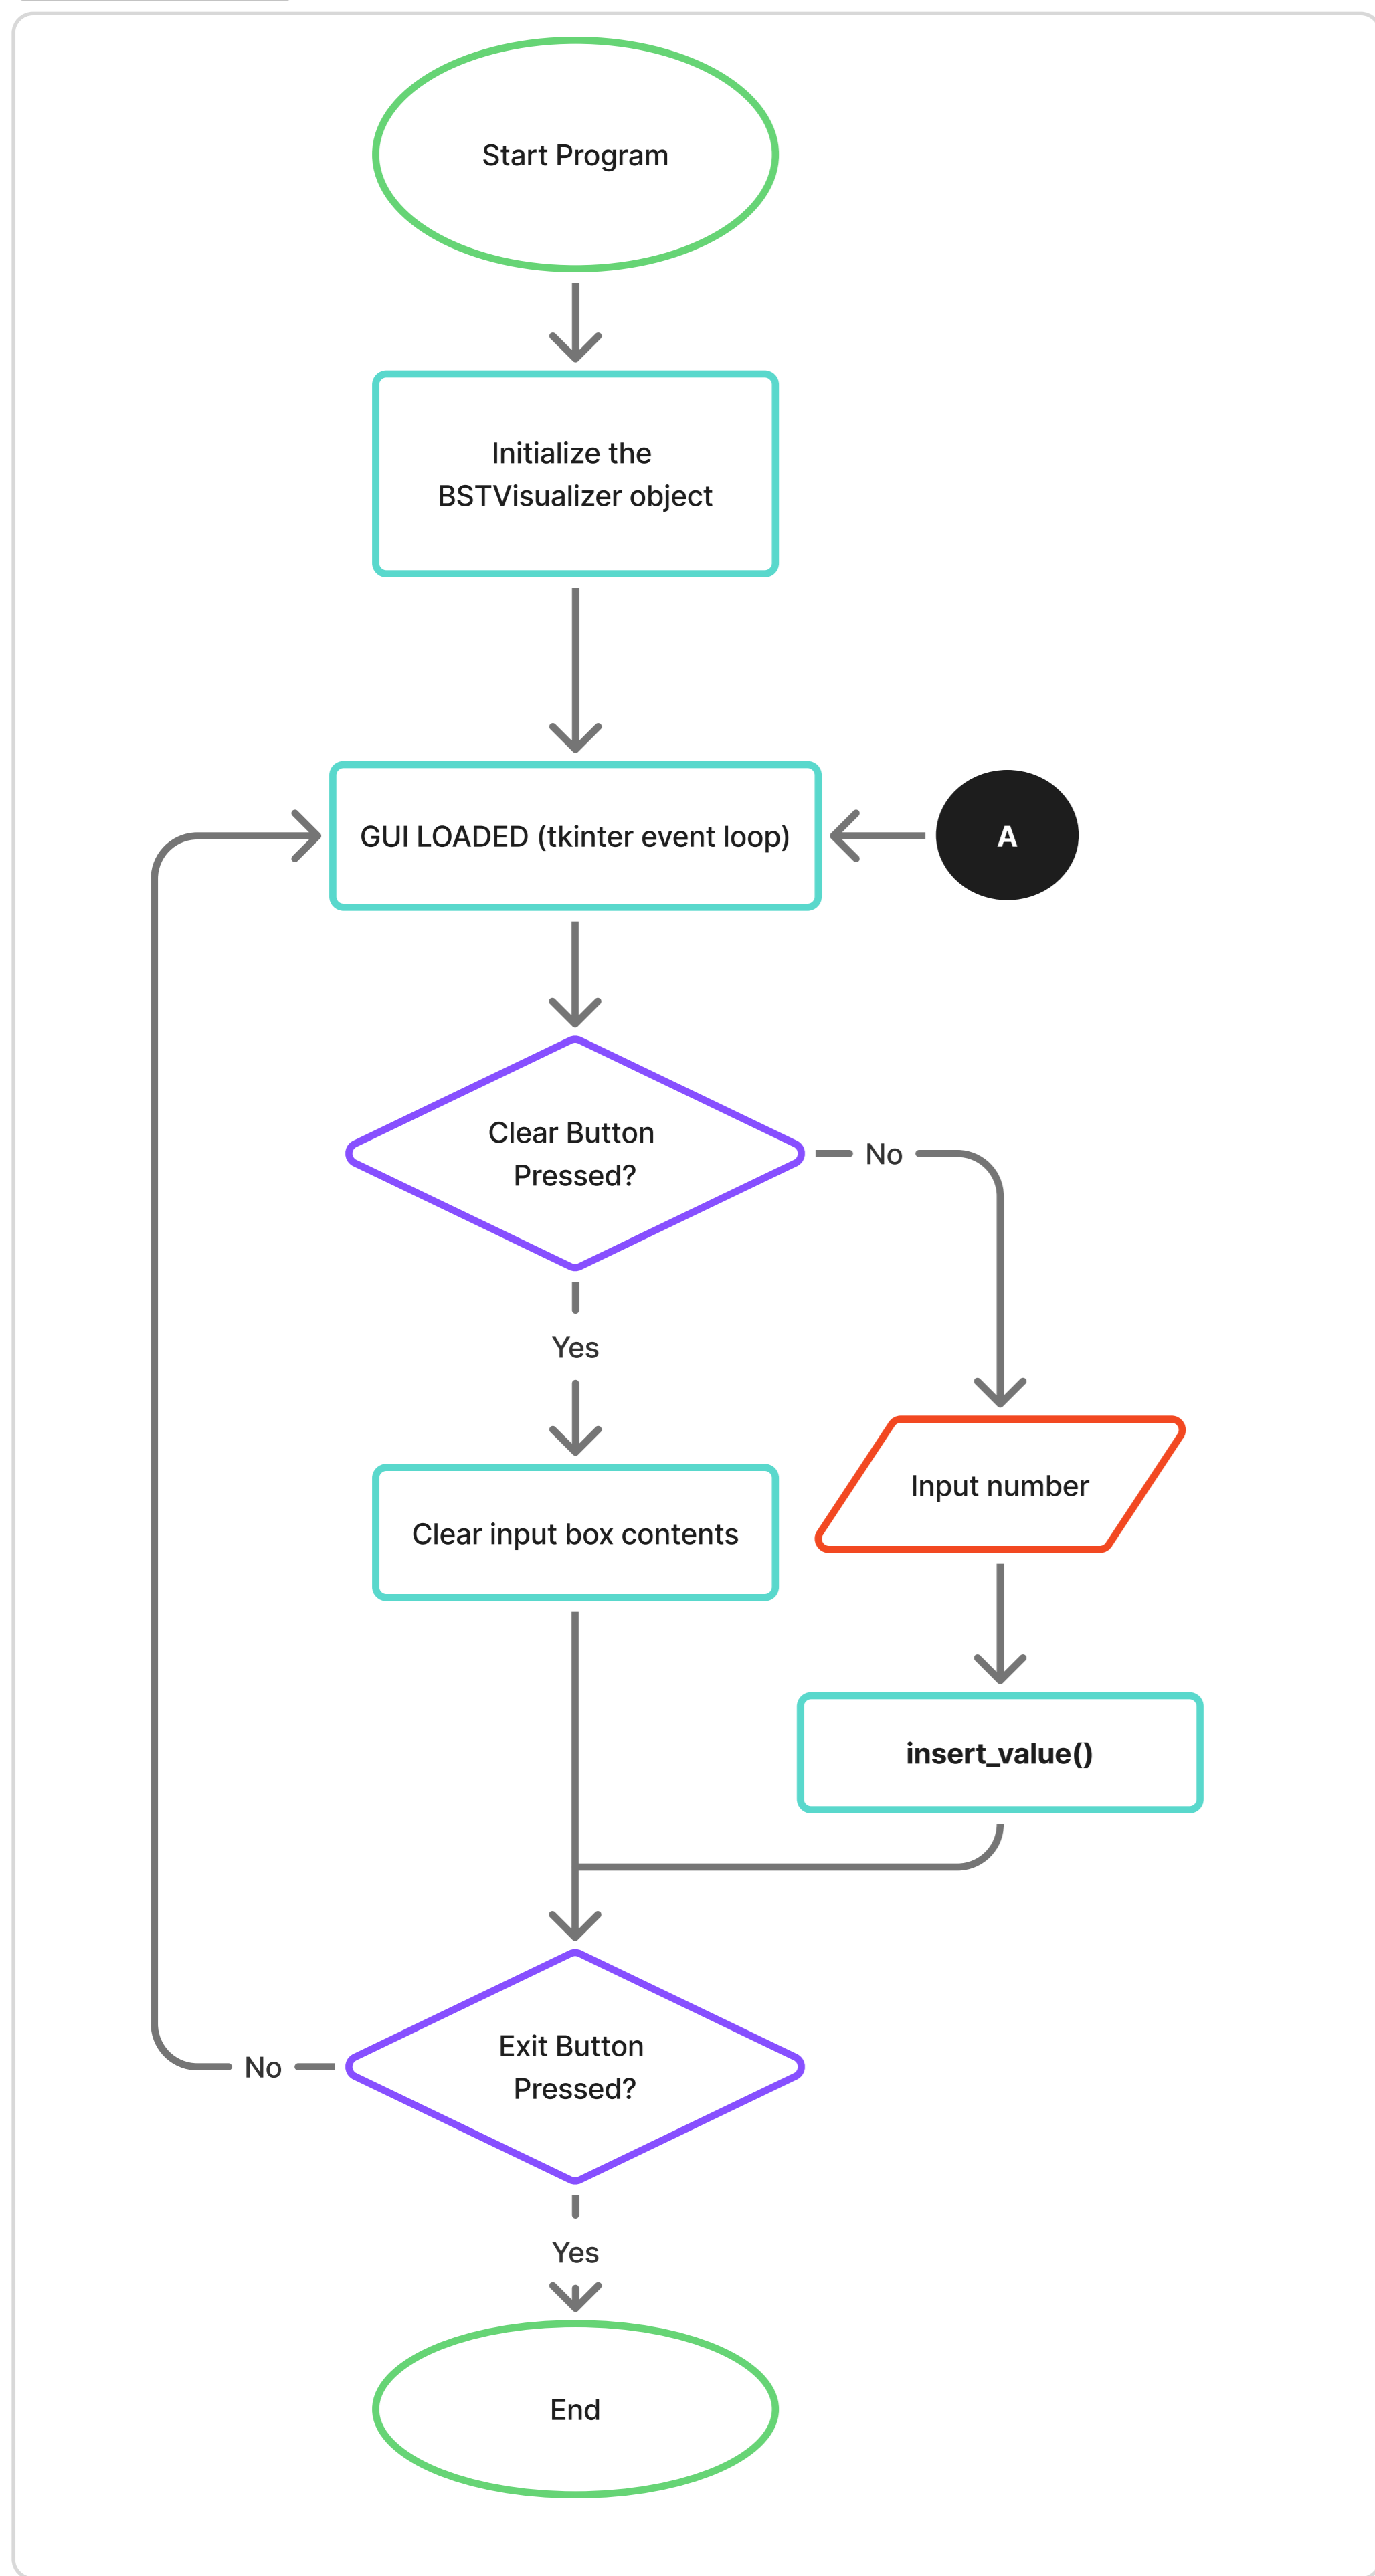 Start Program
Initialize the
BSTVisualizer object
GUI LOADED (tkinter event loop)
A
Clear Button
Pressed?
No
Yes
Input number
Clear input box contents
insert_value()
Exit Button
Pressed?
No
Yes
End